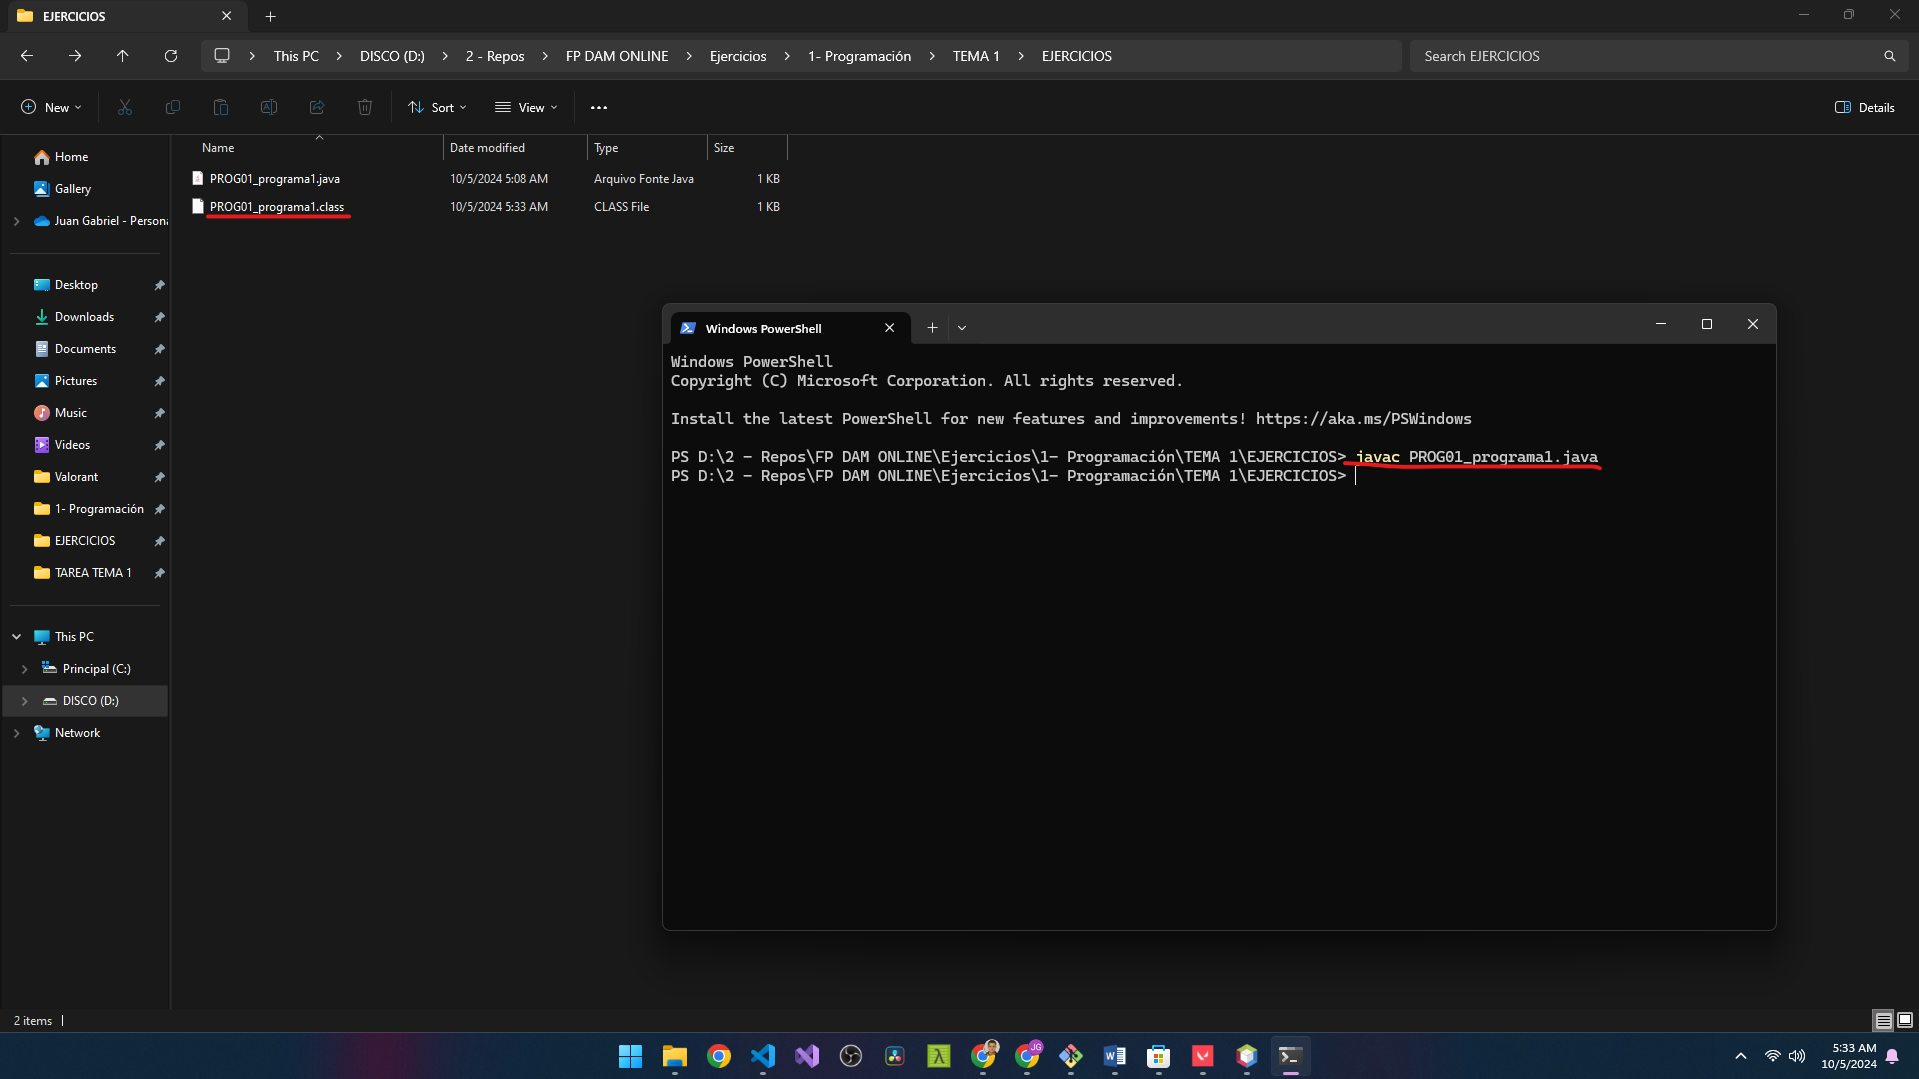 EJERCICIOS
This PC > DISCO (D:) > 2 - Repos > FP DAM ONLINE > Ejercicios > 1- Programación > TEMA 1 > EJERCICIOS
Search EJERCICIOS
New
Sort
View
Details
Name
Date modified
Type
Size
PROG01_programa1.java 10/5/2024 5:08 AM Arquivo Fonte Java 1 KB
PROG01_programa1.class 10/5/2024 5:33 AM CLASS File 1 KB
Home
Gallery
Juan Gabriel - Persona
Desktop
Downloads
Documents
Pictures
Music
Videos
Valorant
1- Programación
EJERCICIOS
TAREA TEMA 1
This PC
Principal (C:)
DISCO (D:)
Network
Windows PowerShell
Windows PowerShell
Copyright (C) Microsoft Corporation. All rights reserved.
Install the latest PowerShell for new features and improvements! https://aka.ms/PSWindows
PS D:\2 - Repos\FP DAM ONLINE\Ejercicios\1- Programación\TEMA 1\EJERCICIOS> javac PROG01_programa1.java
PS D:\2 - Repos\FP DAM ONLINE\Ejercicios\1- Programación\TEMA 1\EJERCICIOS>
2 items
JG
5:33 AM
10/5/2024